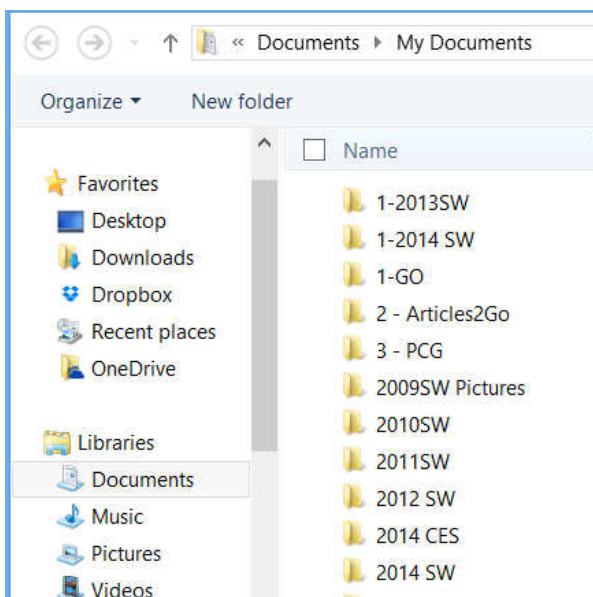 « Documents My Documents
Organize New folder
Name
Favorites
Desktop
Downloads
Dropbox
Recent places
OneDrive
Libraries
Documents
Music
Pictures
Videos
1-2013SW
1-2014 SW
1-GO
2 - Articles2Go
3 - PCG
2009SW Pictures
2010SW
2011SW
2012 SW
2014 CES
2014 SW